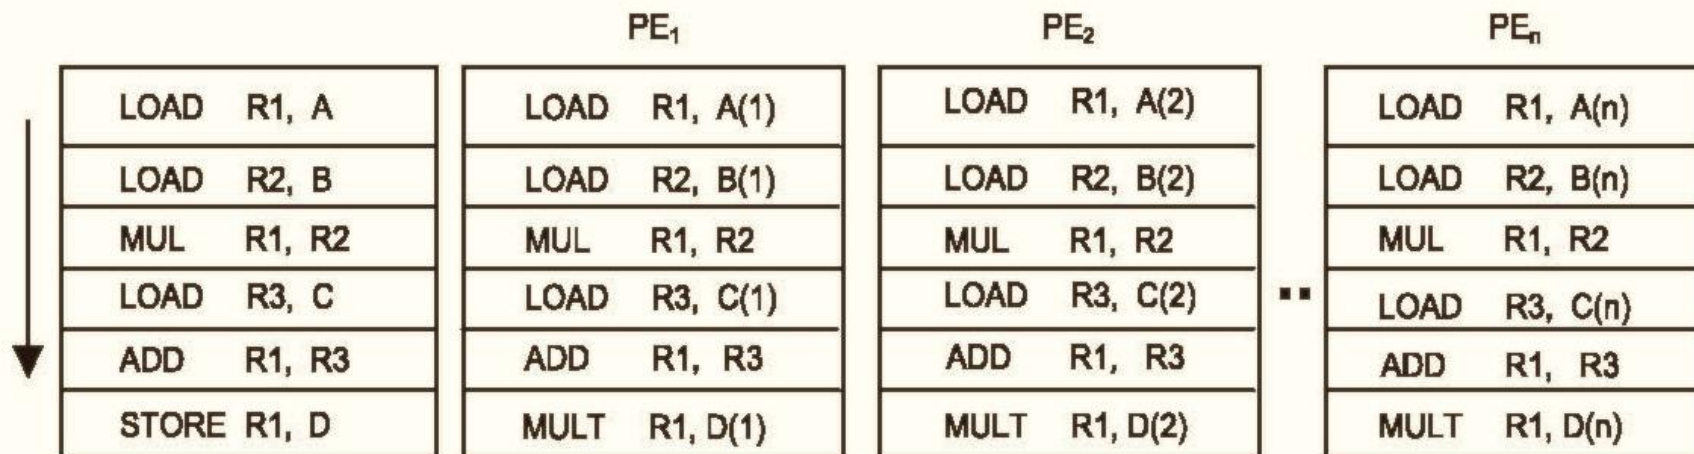 PE1 PE2 PEn
LOAD R1, A LOAD R1, A(1) LOAD R1, A(2) LOAD R1, A(n)
LOAD R2, B LOAD R2, B(1) LOAD R2, B(2) LOAD R2, B(n)
MUL R1, R2 MUL R1, R2 MUL R1, R2 MUL R1, R2
LOAD R3, C LOAD R3, C(1) LOAD R3, C(2) .. LOAD R3, C(n)
ADD R1, R3 ADD R1, R3 ADD R1, R3 ADD R1, R3
STORE R1, D MULT R1, D(1) MULT R1, D(2) MULT R1, D(n)